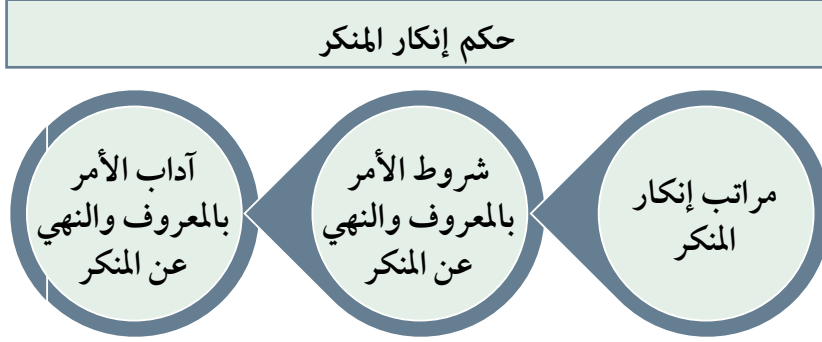 حكم إنكار المنكر
مراتب إنكار
المنكر
شروط الأمر
بالمعروف والنهي
عن المنكر
آداب الأمر
بالمعروف والنهي
عن المنكر